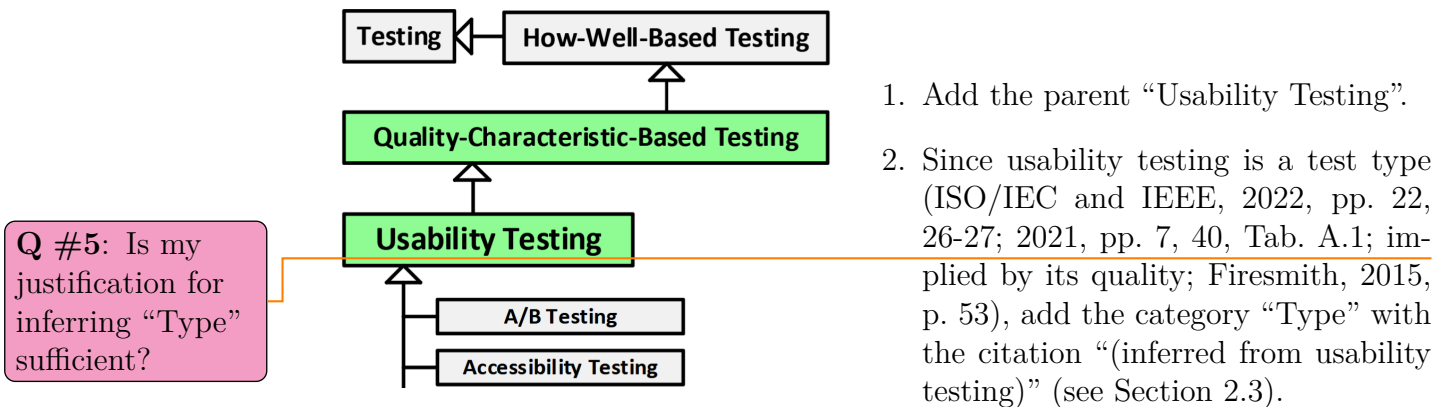 Testing
How-Well-Based Testing
Quality-Characteristic-Based Testing
Usability Testing
A/B Testing
Accessibility Testing
Q #5: Is my
justification for
inferring “Type”
sufficient?
1. Add the parent “Usability Testing”.
2. Since usability testing is a test type
(ISO/IEC and IEEE, 2022, pp. 22,
26-27; 2021, pp. 7, 40, Tab. A.1; im-
plied by its quality; Firesmith, 2015,
p. 53), add the category “Type” with
the citation “(inferred from usability
testing)” (see Section 2.3).